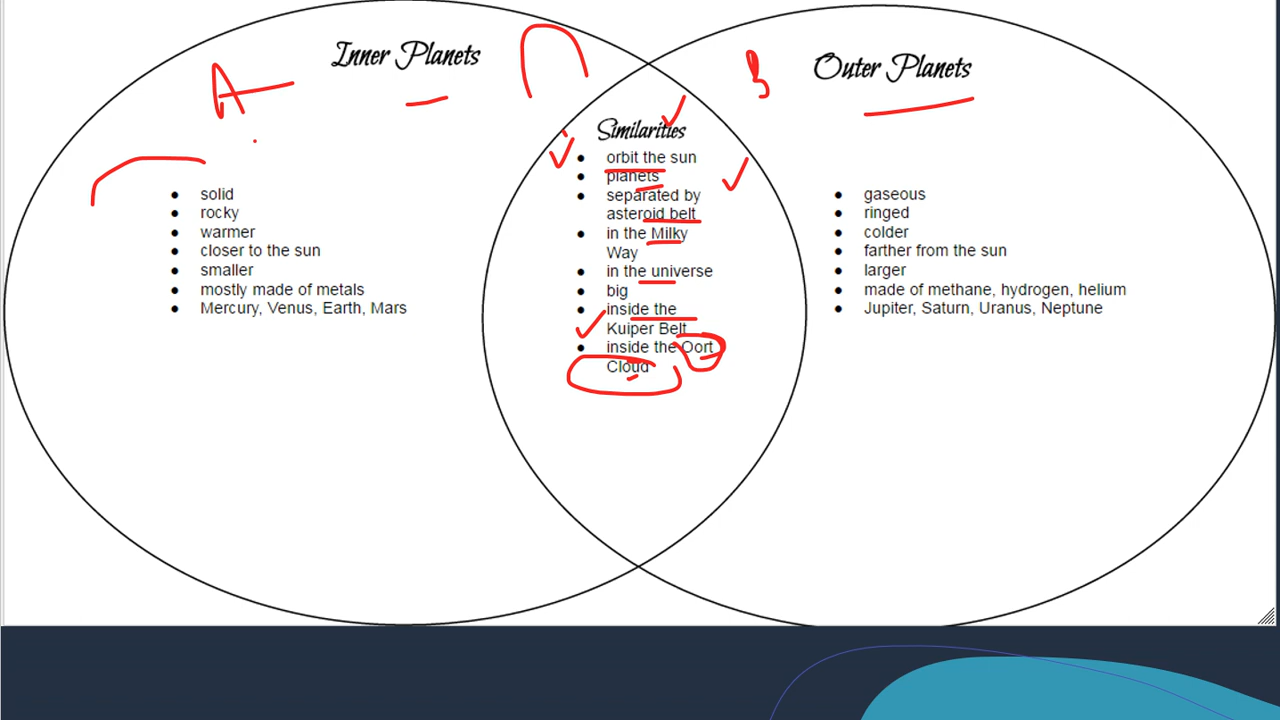 Inner Planets
A
∩
B
Outer Planets
• solid
• rocky
• warmer
• closer to the sun
• smaller
• mostly made of metals
• Mercury, Venus, Earth, Mars
Similarities
• orbit the sun
• planets
• separated by
asteroid belt
• in the Milky
Way
• in the universe
• big
• inside the
Kuiper Belt
• inside the Oort
Cloud
• gaseous
• ringed
• colder
• farther from the sun
• larger
• made of methane, hydrogen, helium
• Jupiter, Saturn, Uranus, Neptune